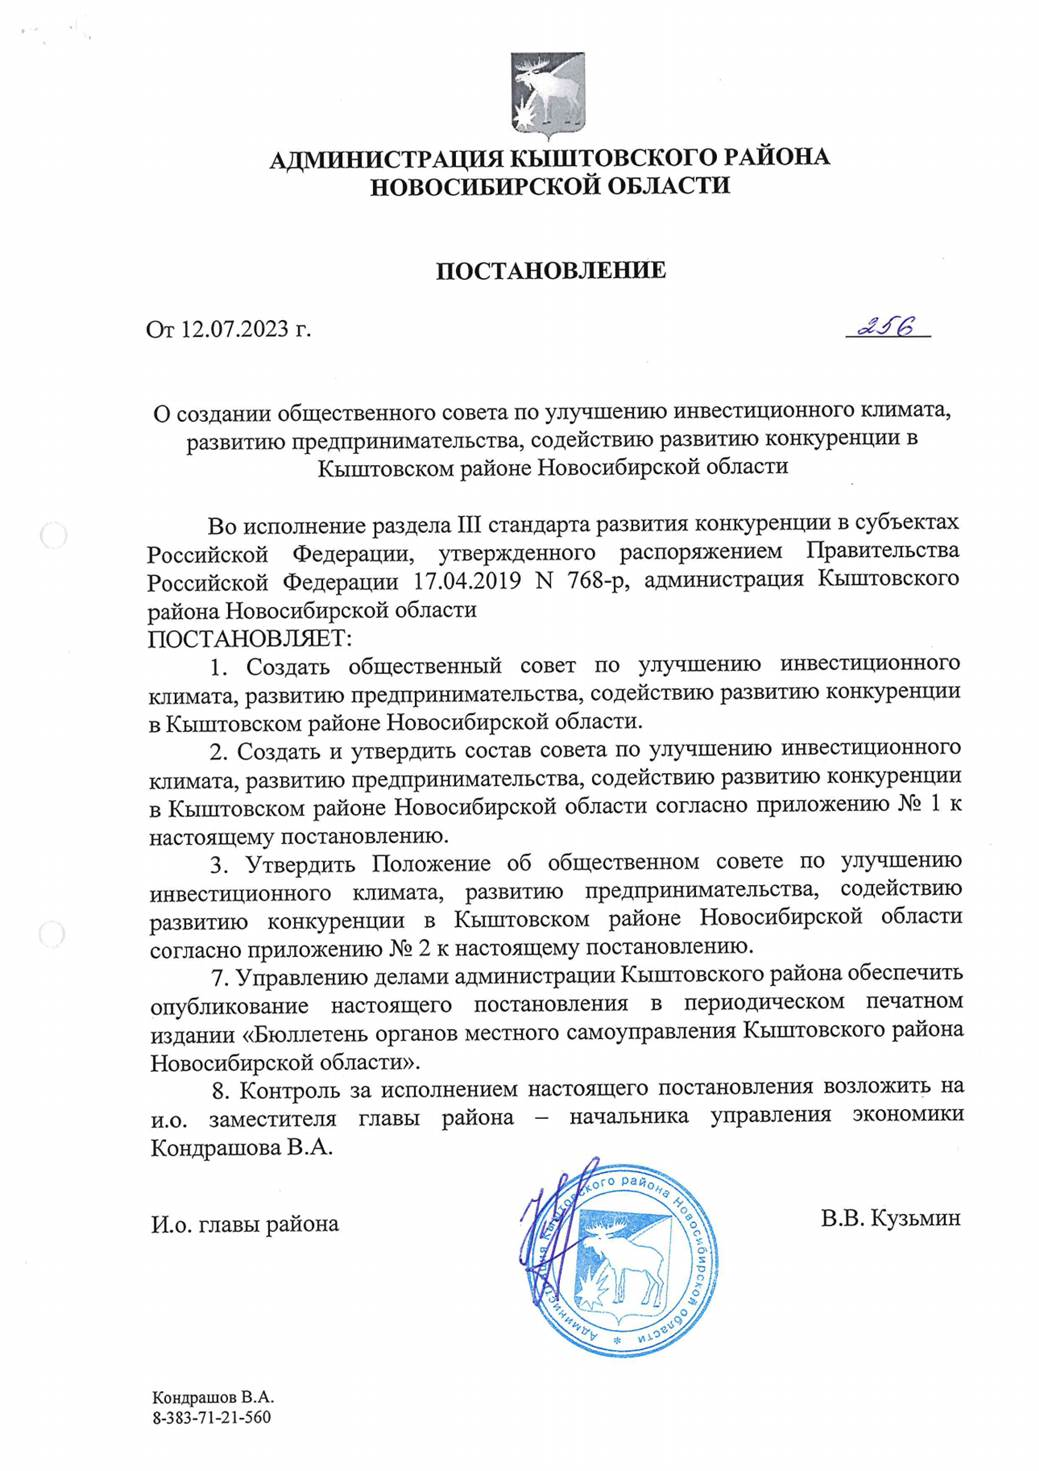 АДМИНИСТРАЦИЯ КЫШТОВСКОГО РАЙОНА
НОВОСИБИРСКОЙ ОБЛАСТИ
ПОСТАНОВЛЕНИЕ
От 12.07.2023 г. 256
О создании общественного совета по улучшению инвестиционного климата,
развитию предпринимательства, содействию развитию конкуренции в
Кыштовском районе Новосибирской области
Во исполнение раздела III стандарта развития конкуренции в субъектах
Российской Федерации, утвержденного распоряжением Правительства
Российской Федерации 17.04.2019 N 768-р, администрация Кыштовского
района Новосибирской области
ПОСТАНОВЛЯЕТ:
1. Создать общественный совет по улучшению инвестиционного
климата, развитию предпринимательства, содействию развитию конкуренции
в Кыштовском районе Новосибирской области.
2. Создать и утвердить состав совета по улучшению инвестиционного
климата, развитию предпринимательства, содействию развитию конкуренции
в Кыштовском районе Новосибирской области согласно приложению № 1 к
настоящему постановлению.
3. Утвердить Положение об общественном совете по улучшению
инвестиционного климата, развитию предпринимательства, содействию
развитию конкуренции в Кыштовском районе Новосибирской области
согласно приложению № 2 к настоящему постановлению.
7. Управлению делами администрации Кыштовского района обеспечить
опубликование настоящего постановления в периодическом печатном
издании «Бюллетень органов местного самоуправления Кыштовского района
Новосибирской области».
8. Контроль за исполнением настоящего постановления возложить на
и.о. заместителя главы района – начальника управления экономики
Кондрашова В.А.
И.о. главы района В.В. Кузьмин
Администрация Кыштовского района Новосибирской области *
Кондрашов В.А.
8-383-71-21-560